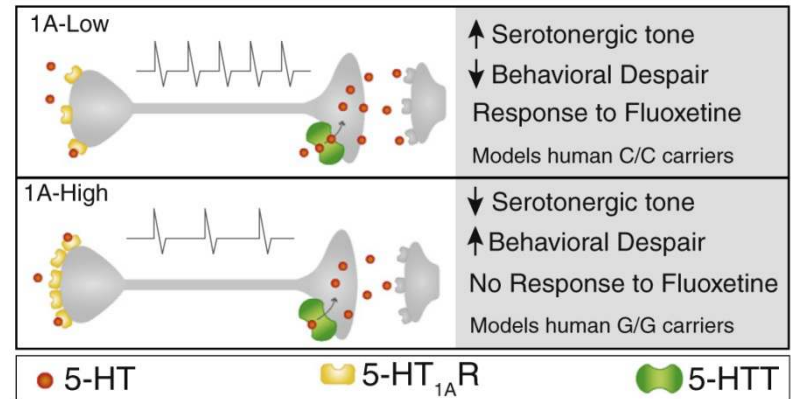 1A-Low
↑ Serotonergic tone
↓ Behavioral Despair
Response to Fluoxetine
Models human C/C carriers
1A-High
↓ Serotonergic tone
↑ Behavioral Despair
No Response to Fluoxetine
Models human G/G carriers
5-HT 5-HT1AR 5-HTT